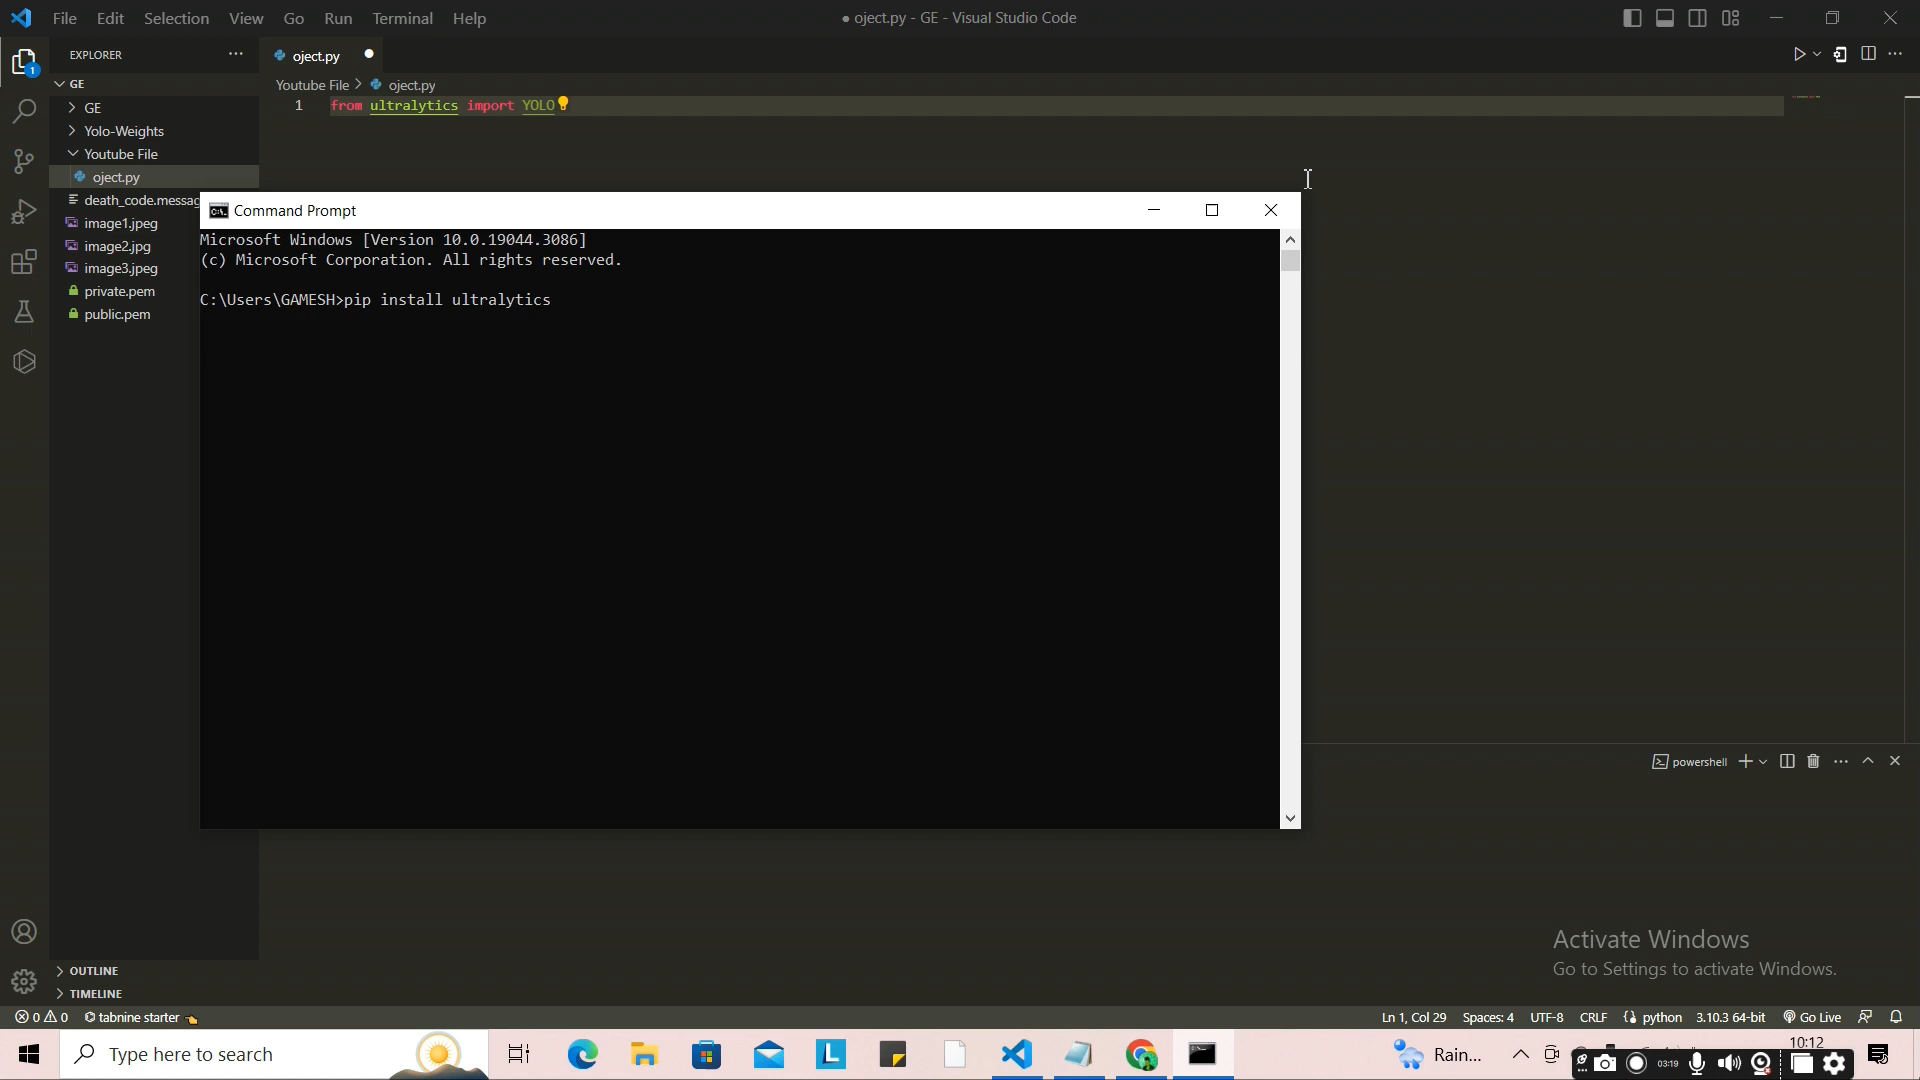 File Edit Selection View Go Run Terminal Help
● oject.py - GE - Visual Studio Code
EXPLORER
oject.py
GE
GE
Yolo-Weights
Youtube File
oject.py
death_code.messag
image1.jpeg
image2.jpg
image3.jpeg
private.pem
public.pem
Youtube File > oject.py
1 from ultralytics import YOLO
Command Prompt
Microsoft Windows [Version 10.0.19044.3086]
(c) Microsoft Corporation. All rights reserved.
C:\Users\GAMESH>pip install ultralytics
powershell
Activate Windows
Go to Settings to activate Windows.
OUTLINE
TIMELINE
0 0 tabnine starter
Ln 1, Col 29 Spaces: 4 UTF-8 CRLF python 3.10.3 64-bit Go Live
Type here to search
L
Rain...
03:19
10:12
1